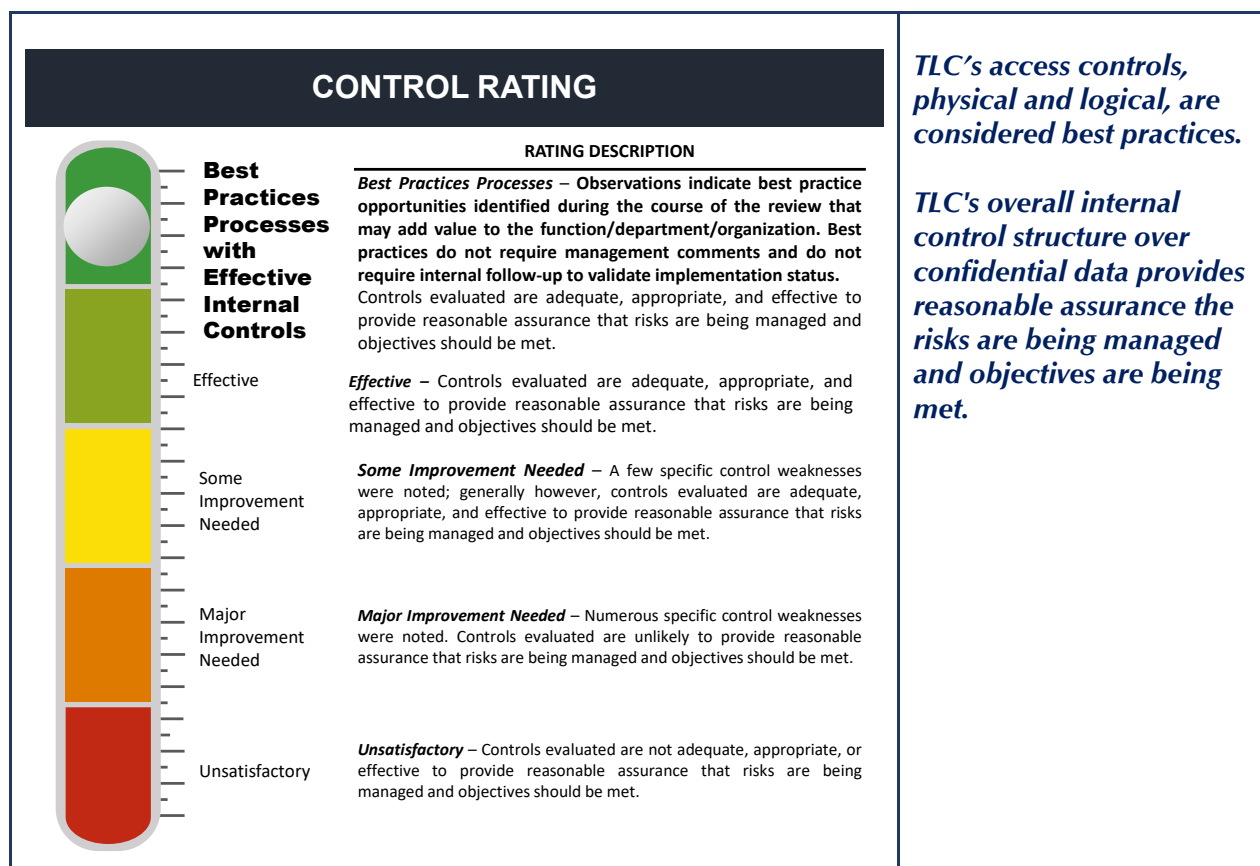 CONTROL RATING
Best
Practices
Processes
with
Effective
Internal
Controls
Effective
Some
Improvement
Needed
Major
Improvement
Needed
Unsatisfactory
RATING DESCRIPTION
Best Practices Processes – Observations indicate best practice
opportunities identified during the course of the review that
may add value to the function/department/organization. Best
practices do not require management comments and do not
require internal follow-up to validate implementation status.
Controls evaluated are adequate, appropriate, and effective to
provide reasonable assurance that risks are being managed and
objectives should be met.
Effective – Controls evaluated are adequate, appropriate, and
effective to provide reasonable assurance that risks are being
managed and objectives should be met.
Some Improvement Needed – A few specific control weaknesses
were noted; generally however, controls evaluated are adequate,
appropriate, and effective to provide reasonable assurance that risks
are being managed and objectives should be met.
Major Improvement Needed – Numerous specific control weaknesses
were noted. Controls evaluated are unlikely to provide reasonable
assurance that risks are being managed and objectives should be met.
Unsatisfactory – Controls evaluated are not adequate, appropriate, or
effective to provide reasonable assurance that risks are being
managed and objectives should be met.
TLC’s access controls,
physical and logical, are
considered best practices.
TLC's overall internal
control structure over
confidential data provides
reasonable assurance the
risks are being managed
and objectives are being
met.